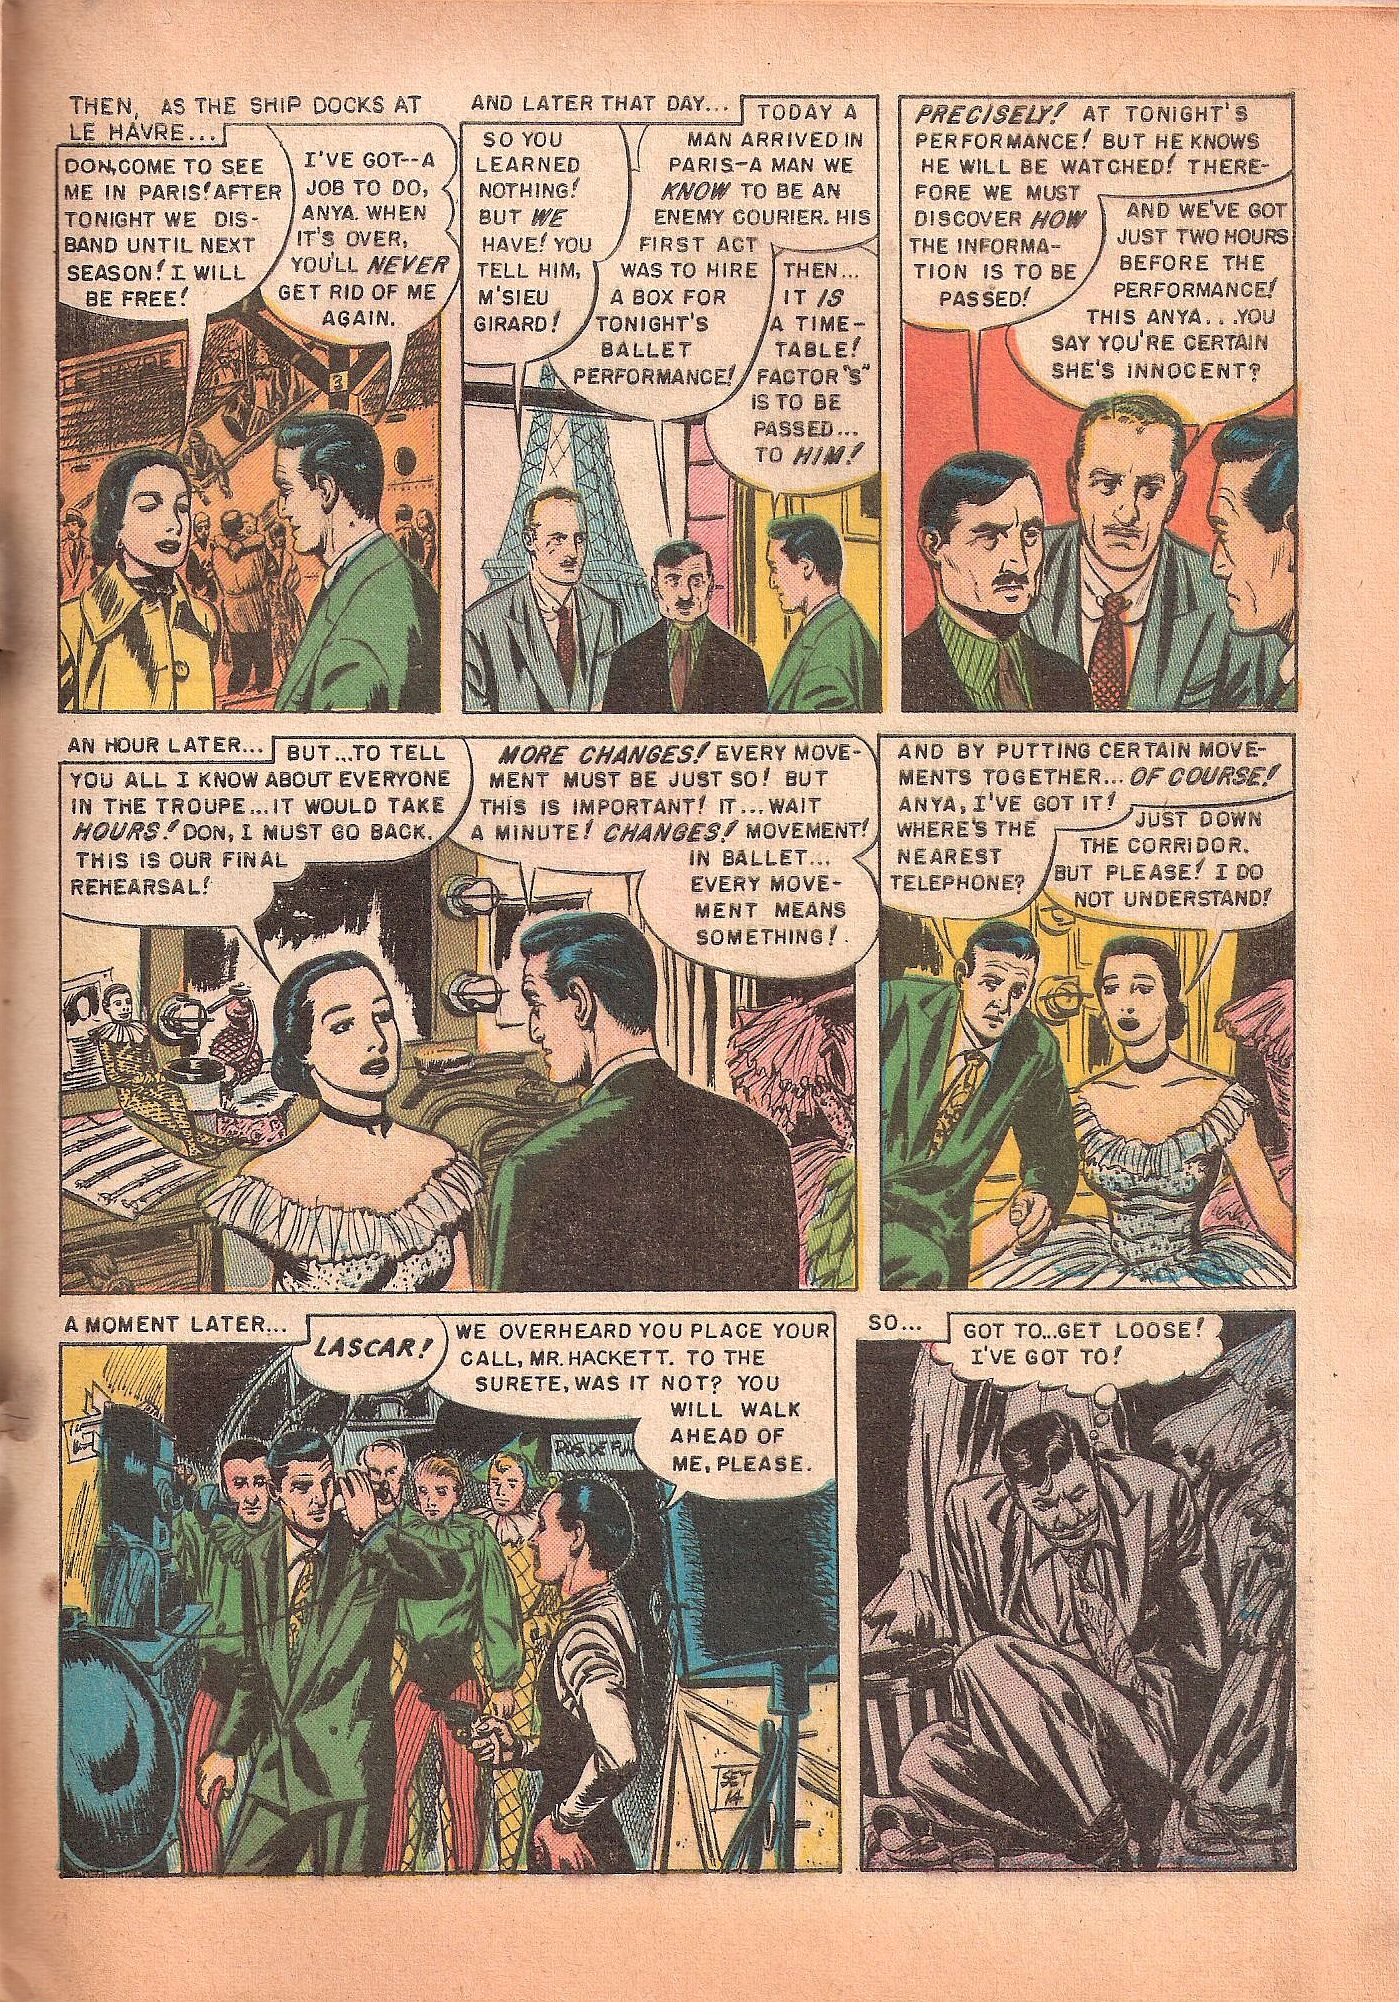 THEN, AS THE SHIP DOCKS AT
LE HAVRE...
DON, COME TO SEE
ME IN PARIS! AFTER
TONIGHT WE DIS-
BAND UNTIL NEXT
SEASON! I WILL
BE FREE!
I'VE GOT--A
JOB TO DO,
ANYA. WHEN
IT'S OVER,
YOU'LL NEVER
GET RID OF ME
AGAIN.
3
AND LATER THAT DAY...
SO YOU
LEARNED
NOTHING!
BUT WE
HAVE! YOU
TELL HIM,
M'SIEU
GIRARD!
TODAY A
MAN ARRIVED IN
PARIS-A MAN WE
KNOW TO BE AN
ENEMY COURIER. HIS
FIRST ACT
WAS TO HIRE
A BOX FOR
TONIGHT'S
BALLET
PERFORMANCE!
THEN...
IT IS
A TIME-
TABLE!
FACTOR "S"
IS TO BE
PASSED...
TO HIM!
PRECISELY! AT TONIGHT'S
PERFORMANCE! BUT HE KNOWS
HE WILL BE WATCHED! THERE-
FORE WE MUST
DISCOVER HOW
THE INFORMA-
TION IS TO BE
PASSED!
AND WE'VE GOT
JUST TWO HOURS
BEFORE THE
PERFORMANCE!
THIS ANYA...YOU
SAY YOU'RE CERTAIN
SHE'S INNOCENT?
AN HOUR LATER...
BUT...TO TELL
YOU ALL I KNOW ABOUT EVERYONE
IN THE TROUPE...IT WOULD TAKE
HOURS! DON, I MUST GO BACK.
THIS IS OUR FINAL
REHEARSAL!
MORE CHANGES! EVERY MOVE-
MENT MUST BE JUST SO! BUT
THIS IS IMPORTANT! IT...WAIT
A MINUTE! CHANGES! MOVEMENT!
IN BALLET...
EVERY MOVE-
MENT MEANS
SOMETHING!
AND BY PUTTING CERTAIN MOVE-
MENTS TOGETHER... OF COURSE!
ANYA, I'VE GOT IT!
WHERE'S THE
NEAREST
TELEPHONE?
JUST DOWN
THE CORRIDOR.
BUT PLEASE! I DO
NOT UNDERSTAND!
A MOMENT LATER...
LASCAR!
WE OVERHEARD YOU PLACE YOUR
CALL, MR. HACKETT. TO THE
SURETE, WAS IT NOT? YOU
WILL WALK
AHEAD OF
ME, PLEASE.
SET
14
SO...
GOT TO...GET LOOSE!
I'VE GOT TO!